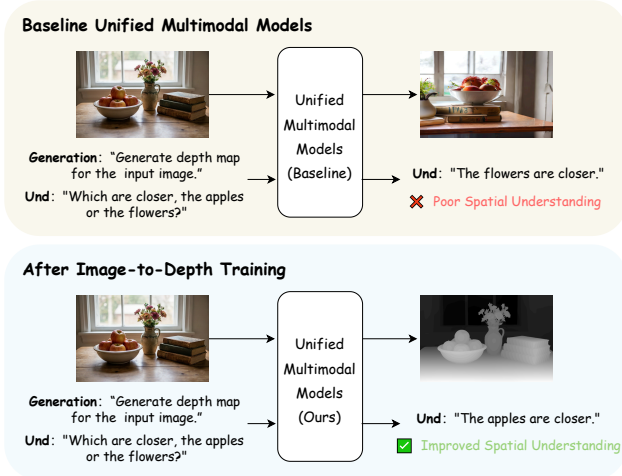 Baseline Unified Multimodal Models
Generation: “Generate depth map
for the input image.”
Und: "Which are closer, the apples
or the flowers?"
Unified
Multimodal
Models
(Baseline)
Und: "The flowers are closer."
Poor Spatial Understanding
After Image-to-Depth Training
Generation: “Generate depth map
for the input image.”
Und: "Which are closer, the apples
or the flowers?"
Unified
Multimodal
Models
(Ours)
Und: "The apples are closer."
Improved Spatial Understanding